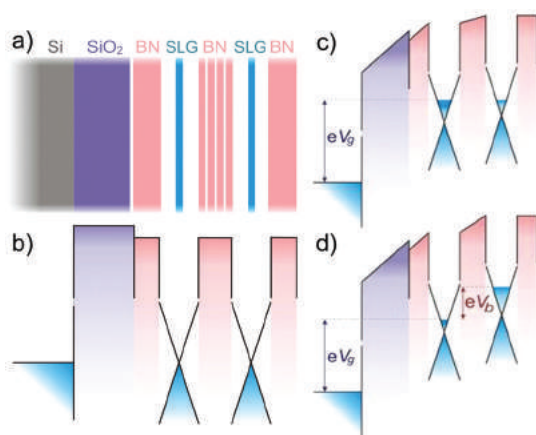 a)
Si SiO₂ BN SLG BN SLG BN
b)
c)
eVg
d)
eVb
eVg